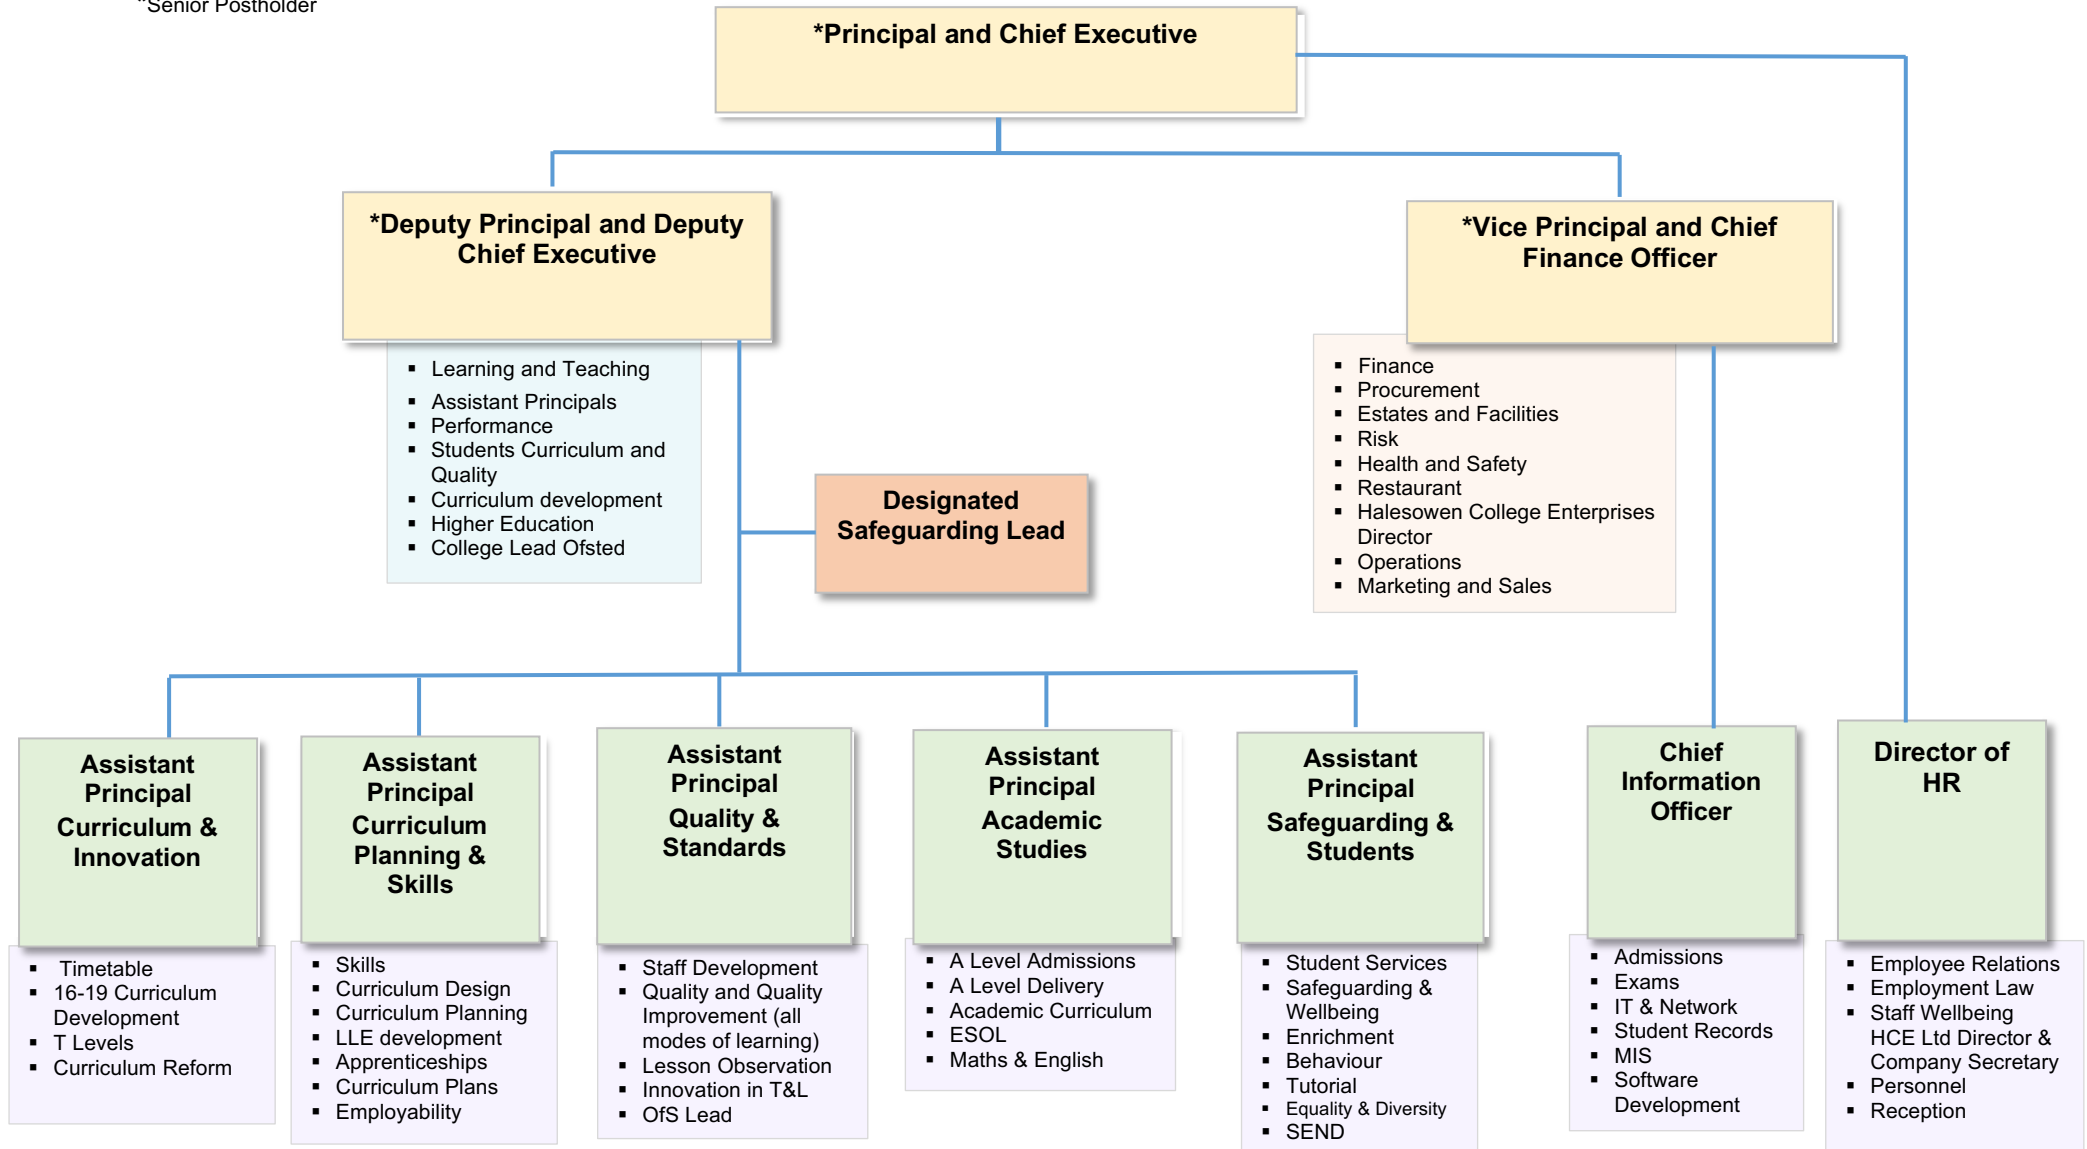 *Senior Postholder
*Principal and Chief Executive
*Deputy Principal and Deputy
Chief Executive
*Vice Principal and Chief
Finance Officer
▪ Learning and Teaching
▪ Assistant Principals
▪ Performance
▪ Students Curriculum and
Quality
▪ Curriculum development
▪ Higher Education
▪ College Lead Ofsted
Designated
Safeguarding Lead
▪ Finance
▪ Procurement
▪ Estates and Facilities
▪ Risk
▪ Health and Safety
▪ Restaurant
▪ Halesowen College Enterprises
Director
▪ Operations
▪ Marketing and Sales
Assistant
Principal
Curriculum &
Innovation
▪ Timetable
▪ 16-19 Curriculum
Development
▪ T Levels
▪ Curriculum Reform
Assistant
Principal
Curriculum
Planning &
Skills
▪ Skills
▪ Curriculum Design
▪ Curriculum Planning
▪ LLE development
▪ Apprenticeships
▪ Curriculum Plans
▪ Employability
Assistant
Principal
Quality &
Standards
▪ Staff Development
▪ Quality and Quality
Improvement (all
modes of learning)
▪ Lesson Observation
▪ Innovation in T&L
▪ OfS Lead
Assistant
Principal
Academic
Studies
▪ A Level Admissions
▪ A Level Delivery
▪ Academic Curriculum
▪ ESOL
▪ Maths & English
Assistant
Principal
Safeguarding &
Students
▪ Student Services
▪ Safeguarding &
Wellbeing
▪ Enrichment
▪ Behaviour
▪ Tutorial
▪ Equality & Diversity
▪ SEND
Chief
Information
Officer
▪ Admissions
▪ Exams
▪ IT & Network
▪ Student Records
▪ MIS
▪ Software
Development
Director of
HR
▪ Employee Relations
▪ Employment Law
▪ Staff Wellbeing
HCE Ltd Director &
Company Secretary
▪ Personnel
▪ Reception